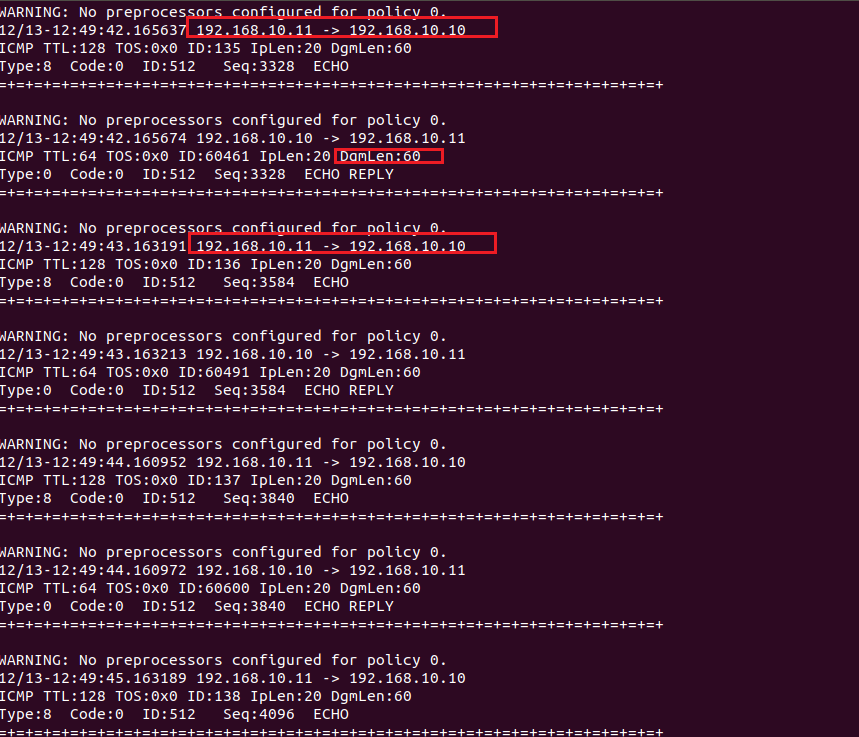 WARNING: No preprocessors configured for policy 0.
12/13-12:49:42.165637 192.168.10.11 -> 192.168.10.10
ICMP TTL:128 TOS:0x0 ID:135 IpLen:20 DgmLen:60
Type:8  Code:0  ID:512   Seq:3328  ECHO
=+=+=+=+=+=+=+=+=+=+=+=+=+=+=+=+=+=+=+=+=+=+=+=+=+=+=+=+=+=+=+=+=+=+=+=+=+
WARNING: No preprocessors configured for policy 0.
12/13-12:49:42.165674 192.168.10.10 -> 192.168.10.11
ICMP TTL:64 TOS:0x0 ID:60461 IpLen:20 DgmLen:60
Type:0  Code:0  ID:512  Seq:3328  ECHO REPLY
=+=+=+=+=+=+=+=+=+=+=+=+=+=+=+=+=+=+=+=+=+=+=+=+=+=+=+=+=+=+=+=+=+=+=+=+=+
WARNING: No preprocessors configured for policy 0.
12/13-12:49:43.163191 192.168.10.11 -> 192.168.10.10
ICMP TTL:128 TOS:0x0 ID:136 IpLen:20 DgmLen:60
Type:8  Code:0  ID:512   Seq:3584  ECHO
=+=+=+=+=+=+=+=+=+=+=+=+=+=+=+=+=+=+=+=+=+=+=+=+=+=+=+=+=+=+=+=+=+=+=+=+=+
WARNING: No preprocessors configured for policy 0.
12/13-12:49:43.163213 192.168.10.10 -> 192.168.10.11
ICMP TTL:64 TOS:0x0 ID:60491 IpLen:20 DgmLen:60
Type:0  Code:0  ID:512  Seq:3584  ECHO REPLY
=+=+=+=+=+=+=+=+=+=+=+=+=+=+=+=+=+=+=+=+=+=+=+=+=+=+=+=+=+=+=+=+=+=+=+=+=+
WARNING: No preprocessors configured for policy 0.
12/13-12:49:44.160952 192.168.10.11 -> 192.168.10.10
ICMP TTL:128 TOS:0x0 ID:137 IpLen:20 DgmLen:60
Type:8  Code:0  ID:512   Seq:3840  ECHO
=+=+=+=+=+=+=+=+=+=+=+=+=+=+=+=+=+=+=+=+=+=+=+=+=+=+=+=+=+=+=+=+=+=+=+=+=+
WARNING: No preprocessors configured for policy 0.
12/13-12:49:44.160972 192.168.10.10 -> 192.168.10.11
ICMP TTL:64 TOS:0x0 ID:60600 IpLen:20 DgmLen:60
Type:0  Code:0  ID:512  Seq:3840  ECHO REPLY
=+=+=+=+=+=+=+=+=+=+=+=+=+=+=+=+=+=+=+=+=+=+=+=+=+=+=+=+=+=+=+=+=+=+=+=+=+
WARNING: No preprocessors configured for policy 0.
12/13-12:49:45.163189 192.168.10.11 -> 192.168.10.10
ICMP TTL:128 TOS:0x0 ID:138 IpLen:20 DgmLen:60
Type:8  Code:0  ID:512   Seq:4096  ECHO
=+=+=+=+=+=+=+=+=+=+=+=+=+=+=+=+=+=+=+=+=+=+=+=+=+=+=+=+=+=+=+=+=+=+=+=+=+